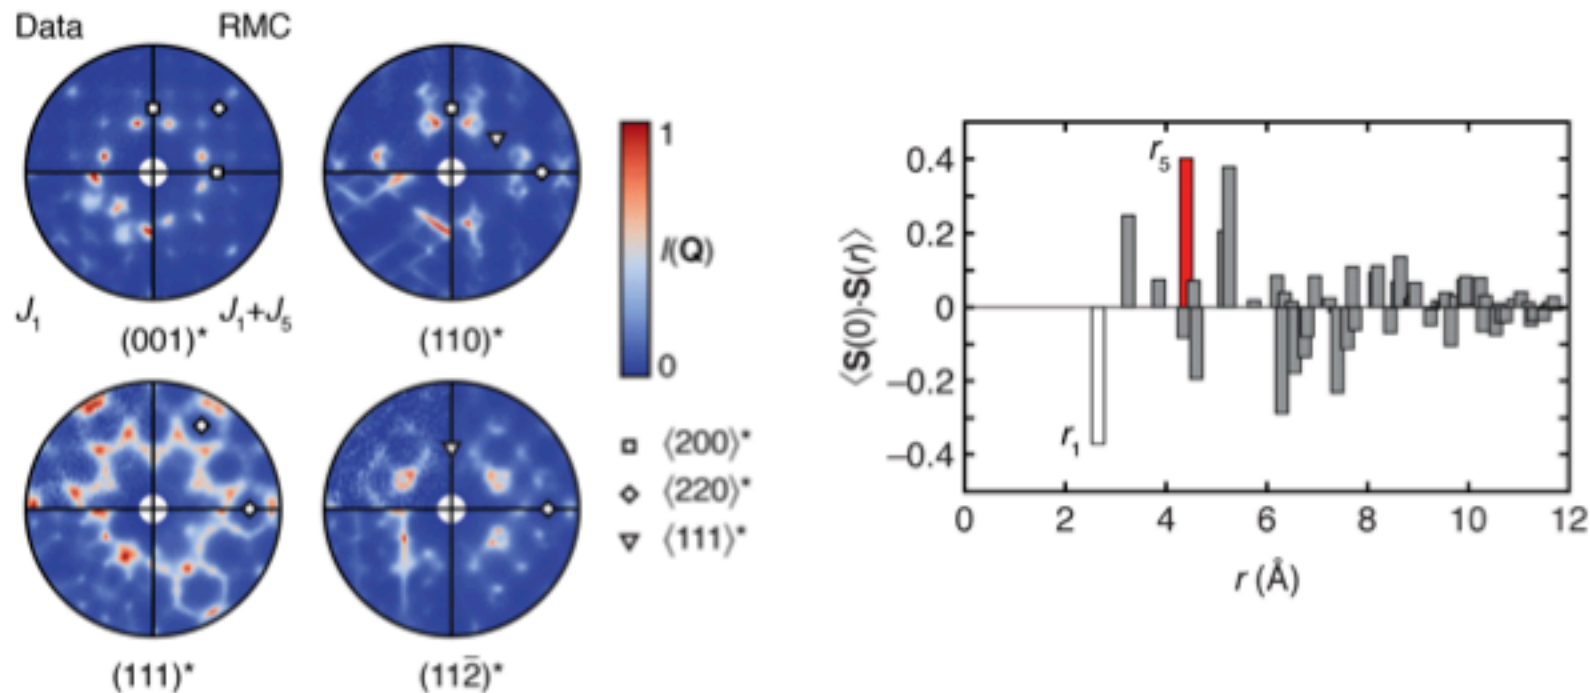 Data RMC
J1 J1+J5
(001)* (110)*
(111)* (112̅)*
1
I(Q)
0
⟨200⟩*
⟨220⟩*
⟨111⟩*
⟨S(0)·S(r)⟩
0.4
0.2
0
−0.2
−0.4
r5
r1
0 2 4 6 8 10 12
r (Å)